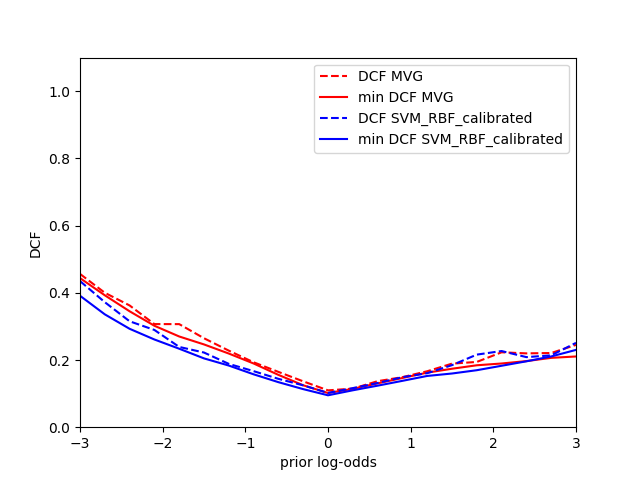 DCF MVG
min DCF MVG
DCF SVM_RBF_calibrated
min DCF SVM_RBF_calibrated
1.0
0.8
0.6
0.4
0.2
0.0
DCF
−3 −2 −1 0 1 2 3
prior log-odds